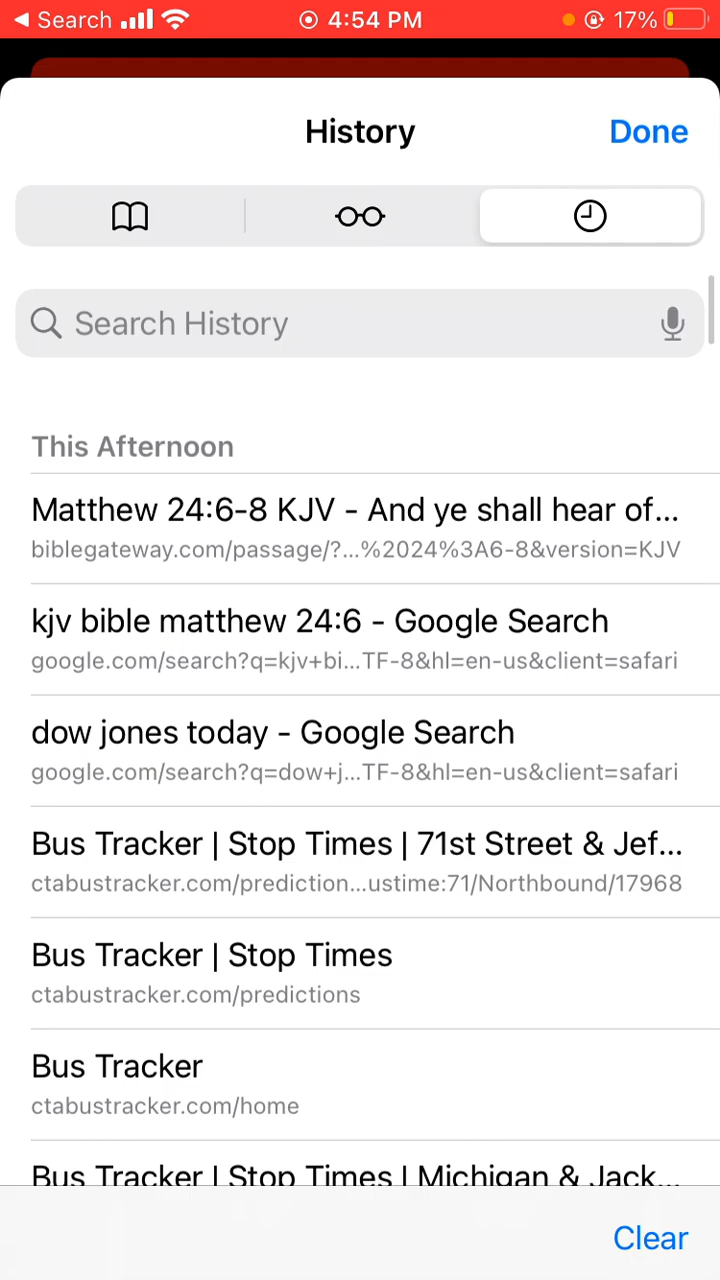 Search 4:54 PM 17%
History Done
Search History
This Afternoon
Matthew 24:6-8 KJV - And ye shall hear of...
biblegateway.com/passage/?...%2024%3A6-8&version=KJV
kjv bible matthew 24:6 - Google Search
google.com/search?q=kjv+bi...TF-8&hl=en-us&client=safari
dow jones today - Google Search
google.com/search?q=dow+j...TF-8&hl=en-us&client=safari
Bus Tracker | Stop Times | 71st Street & Jef...
ctabustracker.com/prediction...ustime:71/Northbound/17968
Bus Tracker | Stop Times
ctabustracker.com/predictions
Bus Tracker
ctabustracker.com/home
Bus Tracker | Stop Times | Michigan & Jack...
Clear